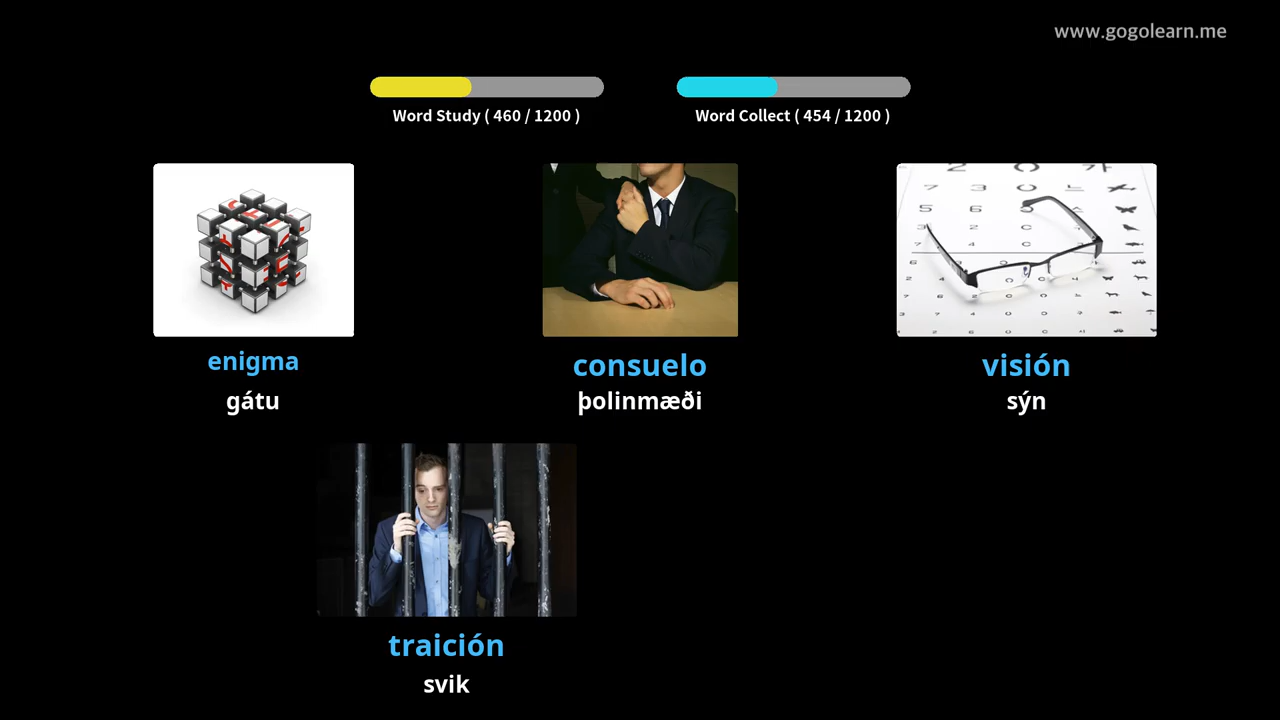 www.gogolearn.me
Word Study ( 460 / 1200 )
Word Collect ( 454 / 1200 )
enigma
gátu
consuelo
þolinmæði
visión
sýn
traición
svik